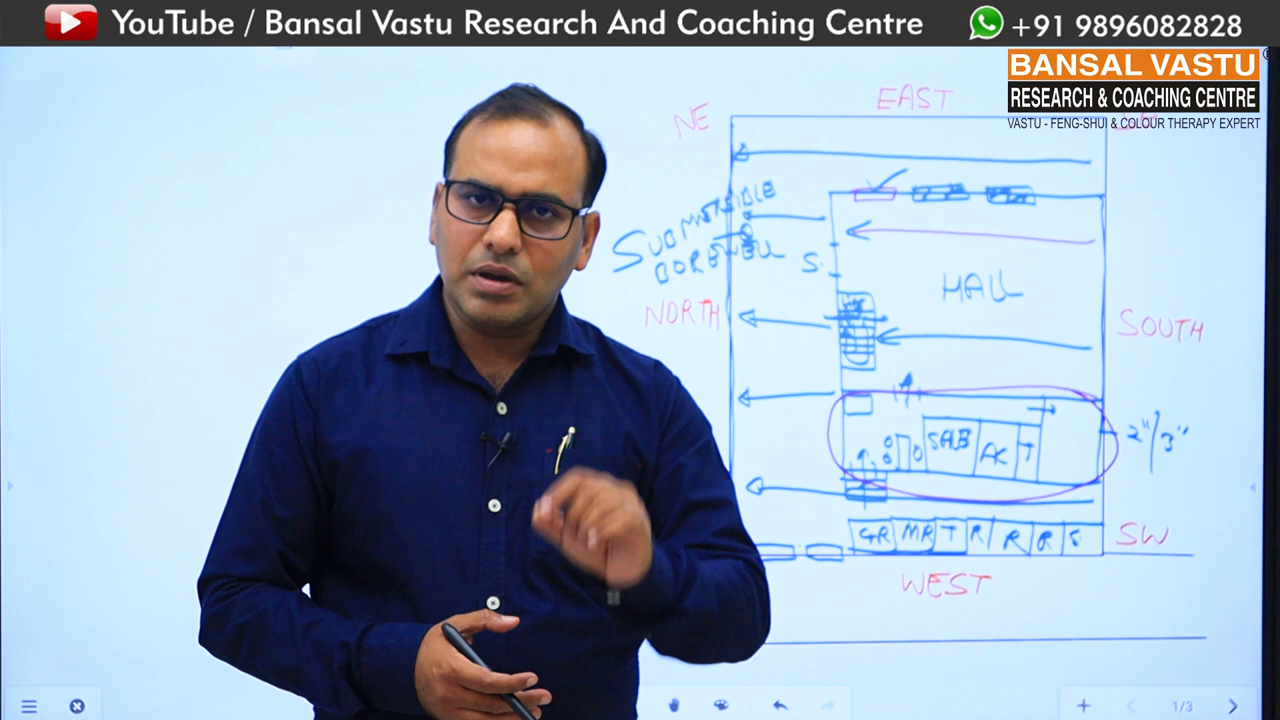 YouTube / Bansal Vastu Research And Coaching Centre
+91 9896082828
BANSAL VASTU
RESEARCH & COACHING CENTRE
VASTU - FENG-SHUI & COLOUR THERAPY EXPERT
EAST
NE
SUBMERSIBLE
BOREWELL
S.
HALL
NORTH
SOUTH
2"/3"
AC
T
GR MR T R R R
SW
WEST
1/3